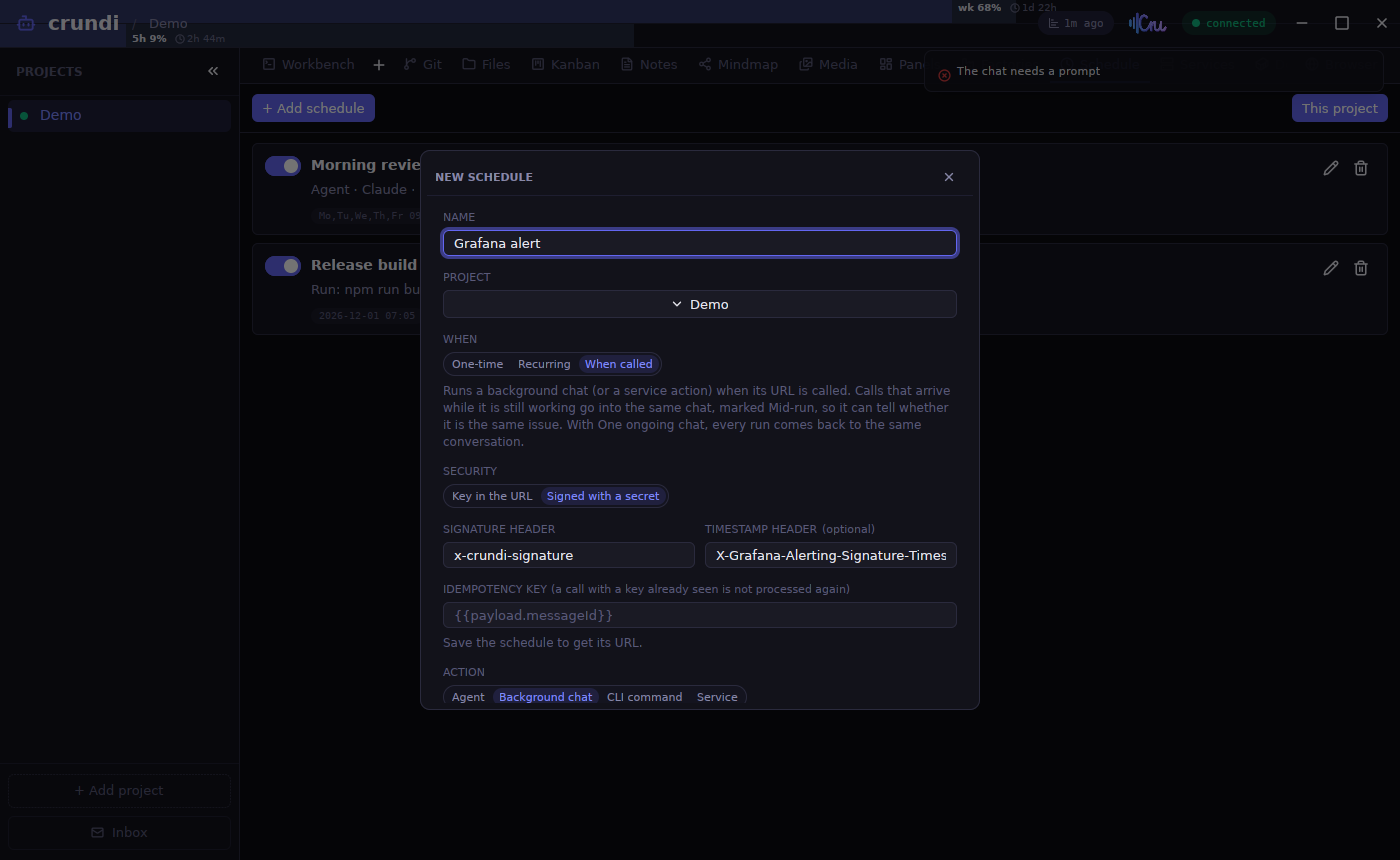 crundi / Demo
wk 68% 1d 22h
5h 9% 2h 44m
1m ago
Cru
connected
PROJECTS
Demo
+ Add project
Inbox
Workbench + Git Files Kanban Notes Mindmap Media
The chat needs a prompt
+ Add schedule
This project
Morning revie
Agent · Claude ·
Mo,Tu,We,Th,Fr 09
Release build
Run: npm run bu
2026-12-01 07:05
NEW SCHEDULE
NAME
Grafana alert
PROJECT
Demo
WHEN
One-time Recurring When called
Runs a background chat (or a service action) when its URL is called. Calls that arrive
while it is still working go into the same chat, marked Mid-run, so it can tell whether
it is the same issue. With One ongoing chat, every run comes back to the same
conversation.
SECURITY
Key in the URL Signed with a secret
SIGNATURE HEADER
x-crundi-signature
TIMESTAMP HEADER (optional)
X-Grafana-Alerting-Signature-Times
IDEMPOTENCY KEY (a call with a key already seen is not processed again)
{{payload.messageId}}
Save the schedule to get its URL.
ACTION
Agent Background chat CLI command Service